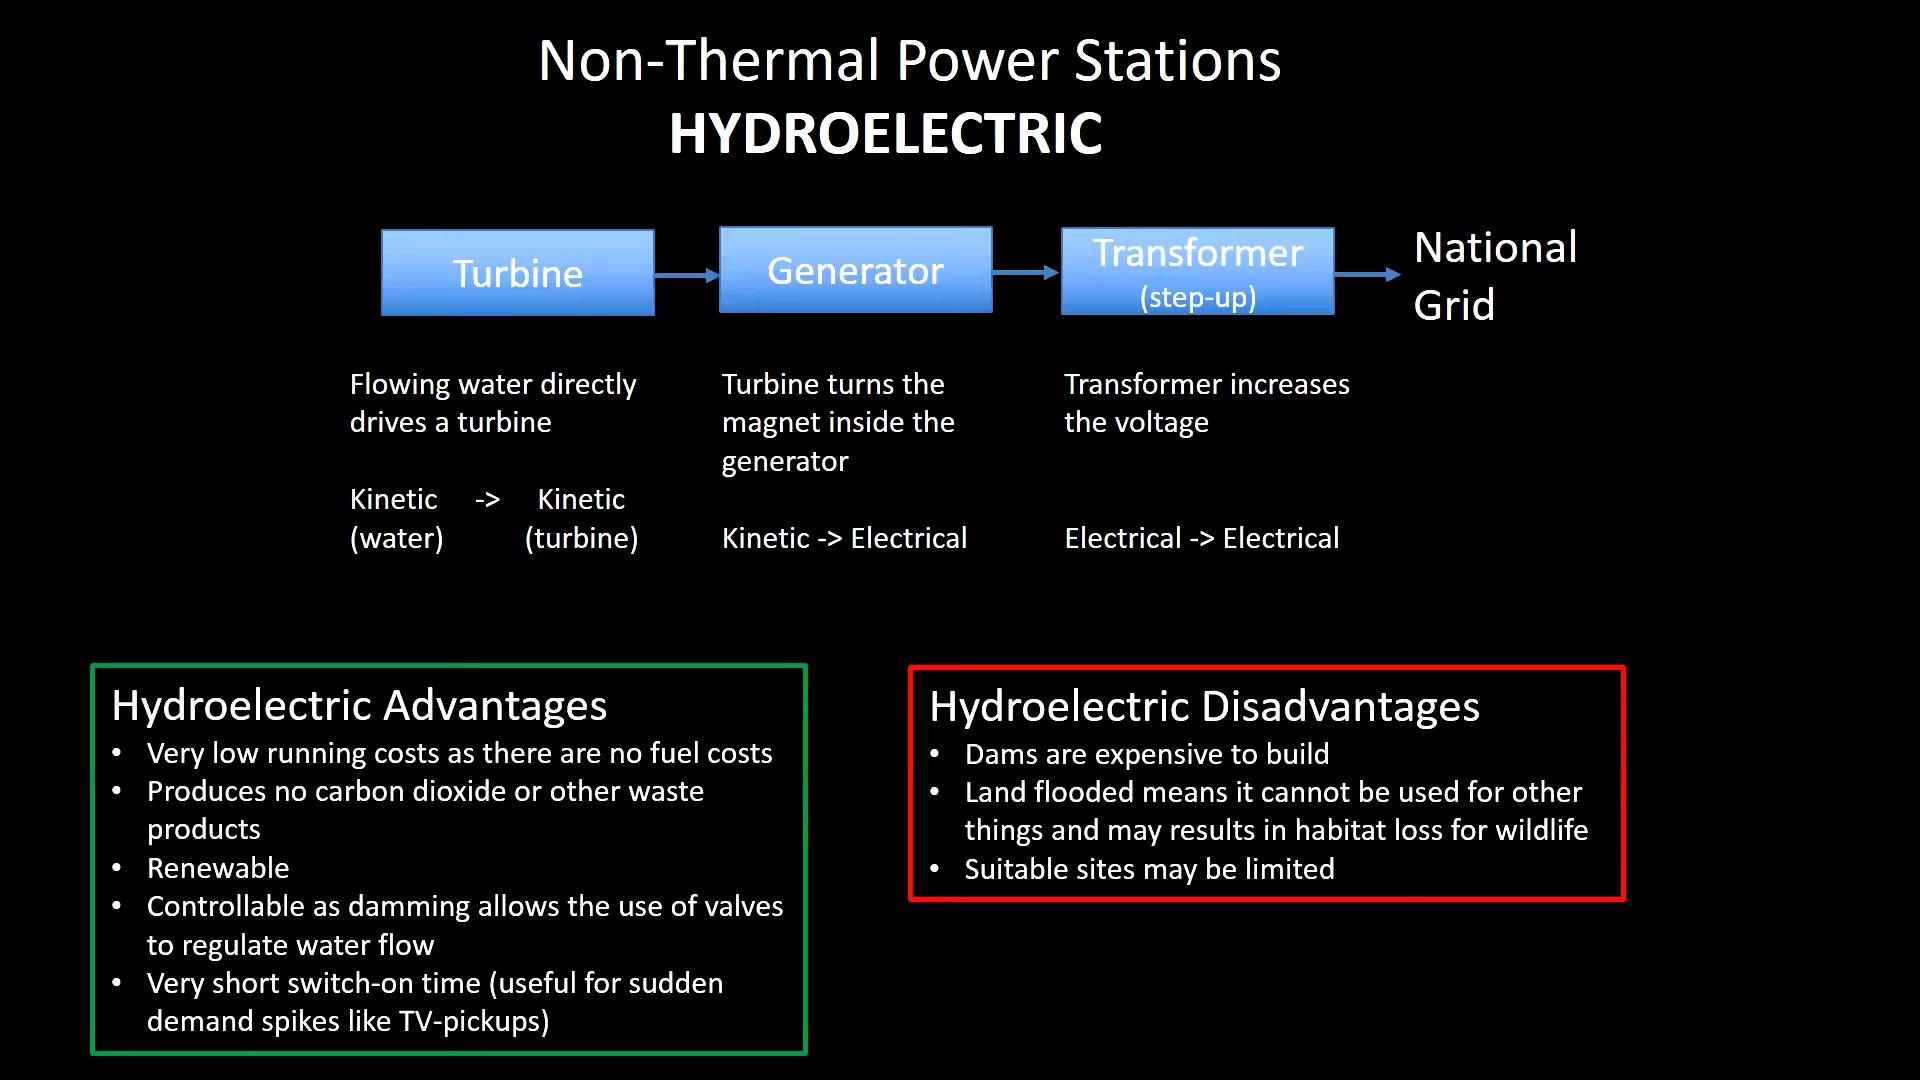 Non-Thermal Power Stations
HYDROELECTRIC
Turbine
Generator
Transformer
(step-up)
National
Grid
Flowing water directly
drives a turbine
Kinetic -> Kinetic
(water) (turbine)
Turbine turns the
magnet inside the
generator
Kinetic -> Electrical
Transformer increases
the voltage
Electrical -> Electrical
Hydroelectric Advantages
• Very low running costs as there are no fuel costs
• Produces no carbon dioxide or other waste
products
• Renewable
• Controllable as damming allows the use of valves
to regulate water flow
• Very short switch-on time (useful for sudden
demand spikes like TV-pickups)
Hydroelectric Disadvantages
• Dams are expensive to build
• Land flooded means it cannot be used for other
things and may results in habitat loss for wildlife
• Suitable sites may be limited